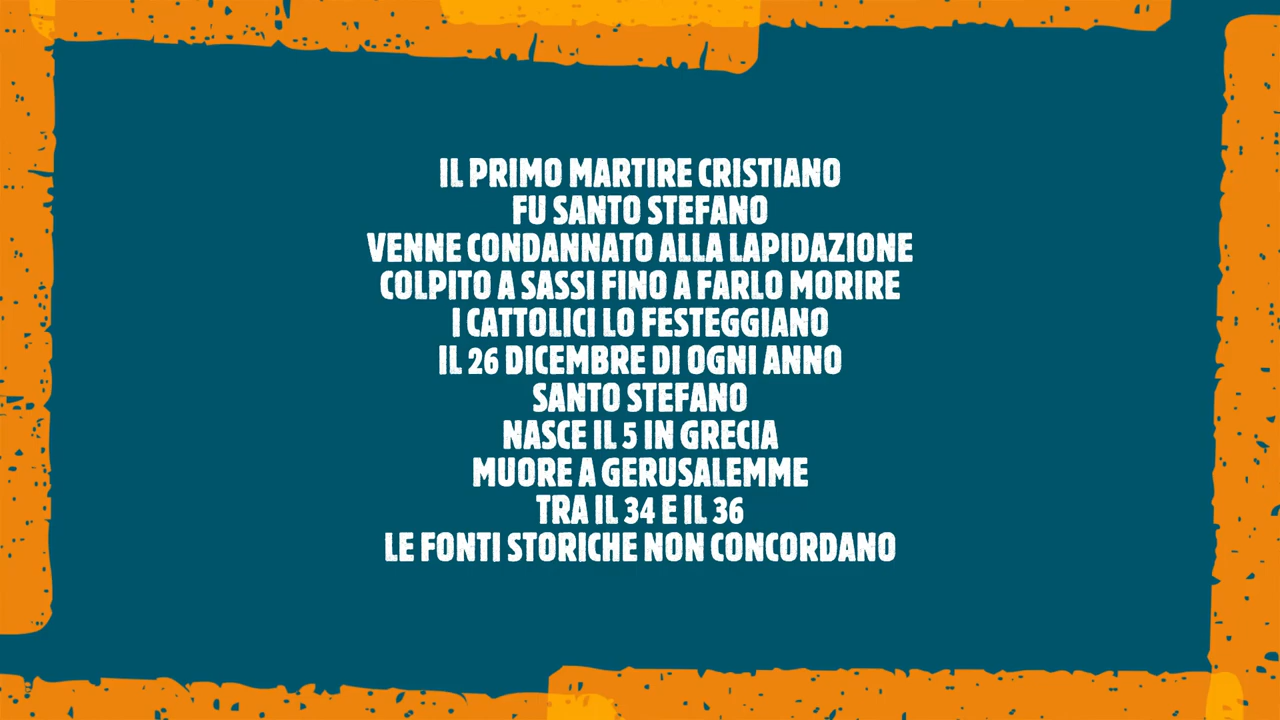 IL PRIMO MARTIRE CRISTIANO
FU SANTO STEFANO
VENNE CONDANNATO ALLA LAPIDAZIONE
COLPITO A SASSI FINO A FARLO MORIRE
I CATTOLICI LO FESTEGGIANO
IL 26 DICEMBRE DI OGNI ANNO
SANTO STEFANO
NASCE IL 5 IN GRECIA
MUORE A GERUSALEMME
TRA IL 34 E IL 36
LE FONTI STORICHE NON CONCORDANO